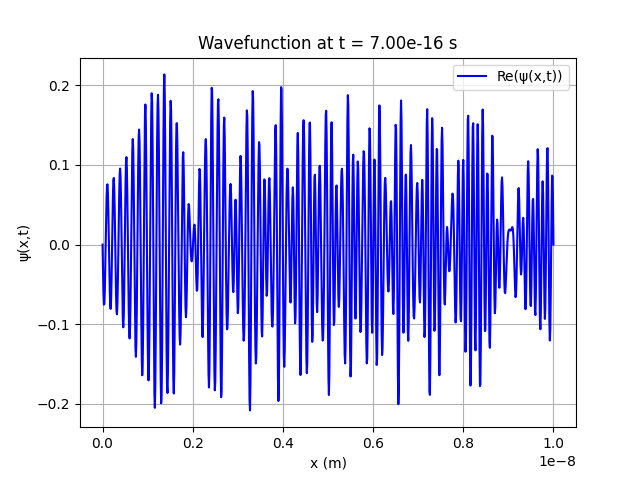 Wavefunction at t = 7.00e-16 s
Re(ψ(x,t))
ψ(x,t)
0.2
0.1
0.0
−0.1
−0.2
0.0 0.2 0.4 0.6 0.8 1.0
1e−8
x (m)